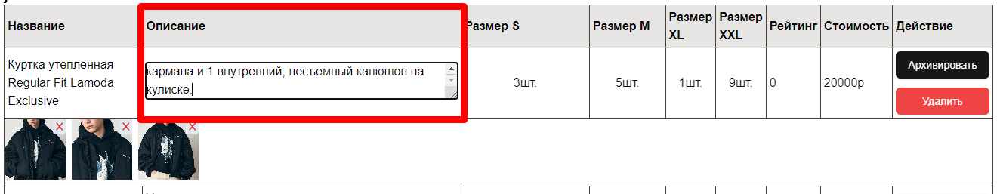 Название Описание Размер S Размер M Размер XL Размер XXL Рейтинг Стоимость Действие
Куртка утепленная
Regular Fit Lamoda
Exclusive
кармана и 1 внутренний, несъемный капюшон на
кулиске.
3шт. 5шт. 1шт. 9шт. 0 20000р
Архивировать
Удалить